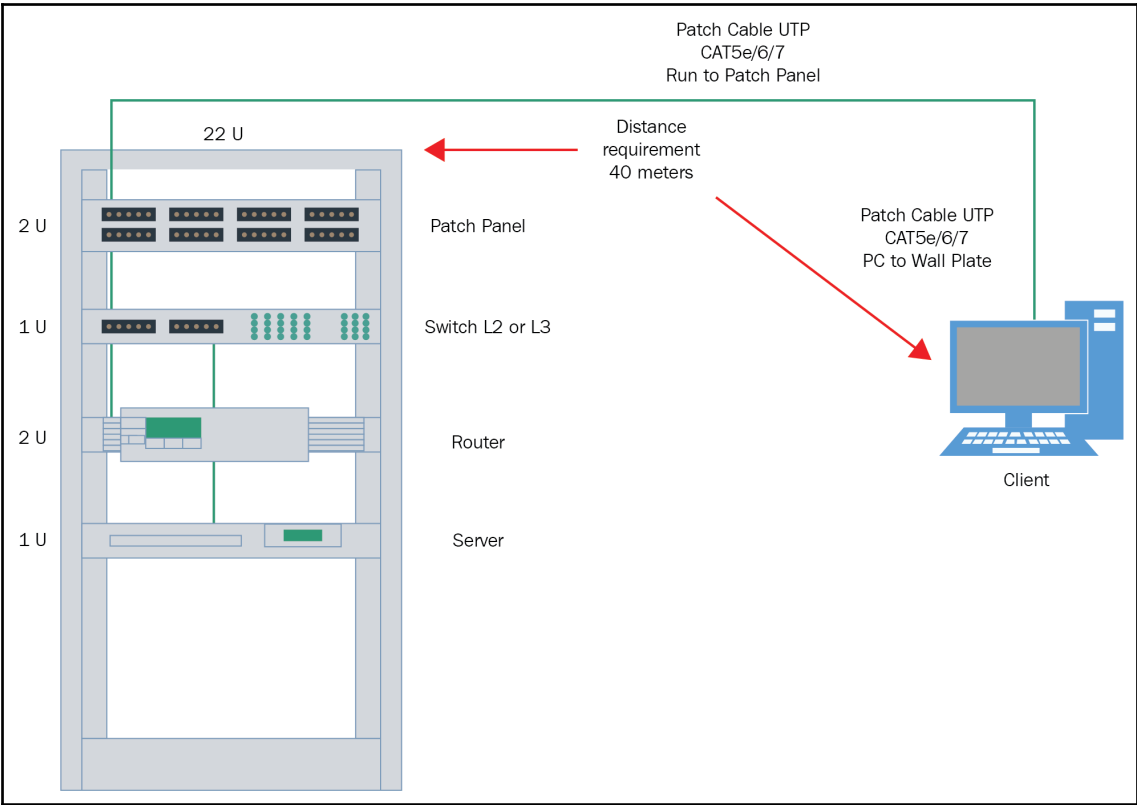 Patch Cable UTP
CAT5e/6/7
Run to Patch Panel
22 U
Distance
requirement
40 meters
Patch Cable UTP
CAT5e/6/7
PC to Wall Plate
2 U
Patch Panel
1 U
Switch L2 or L3
2 U
Router
Client
1 U
Server